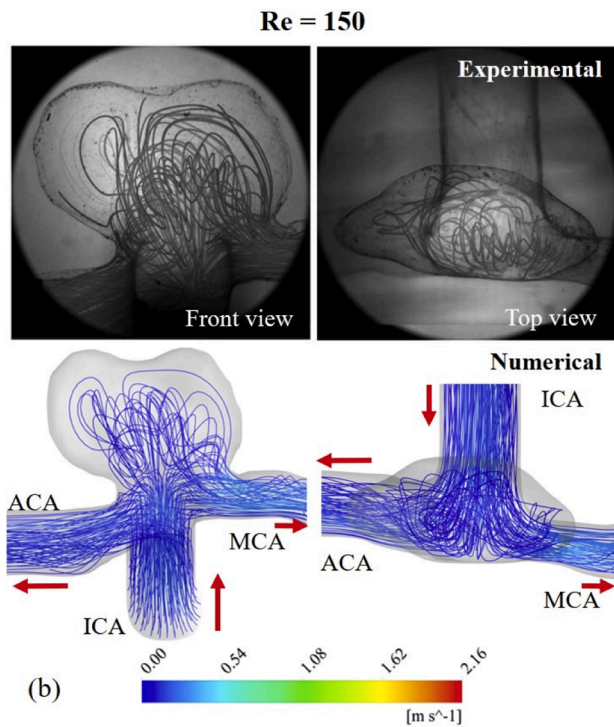 Re = 150
Experimental
Front view
Top view
Numerical
ICA
ACA
MCA
ICA
ACA
MCA
(b)
0.00
0.54
1.08
1.62
2.16
[m s^-1]